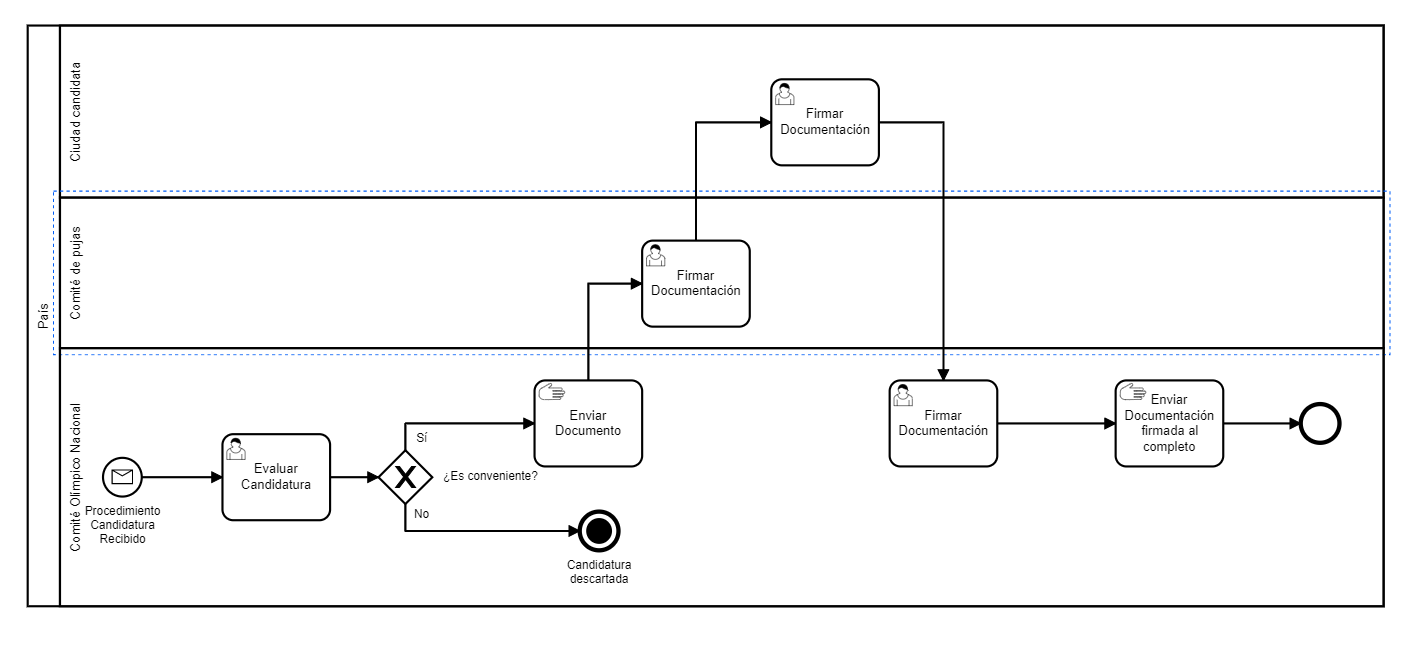 País
Ciudad candidata
Firmar
Documentación
Comité de pujas
Firmar
Documentación
Comité Olímpico Nacional
Procedimiento
Candidatura
Recibido
Evaluar
Candidatura
¿Es conveniente?
Sí
No
Enviar
Documento
Candidatura
descartada
Firmar
Documentación
Enviar
Documentación
firmada al
completo